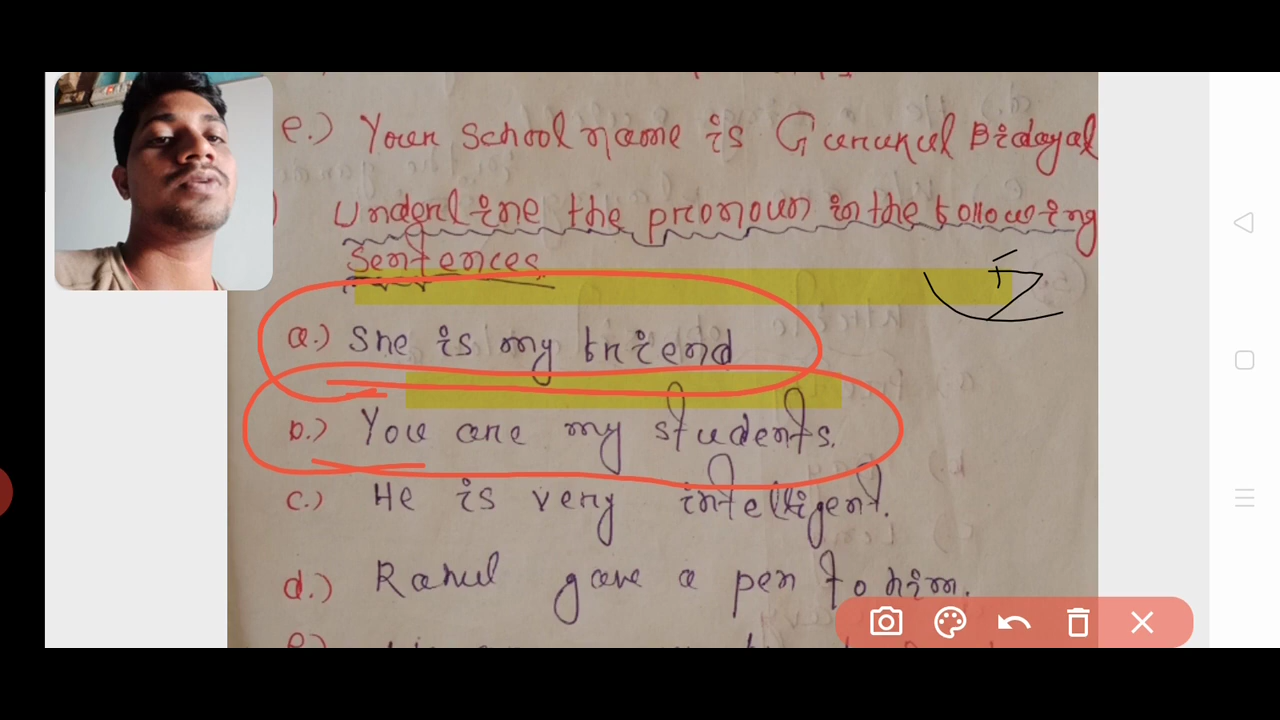 e.) Your School name is Gurukul Bidayal
Underline the pronoun in the following
Sentences
a.) She is my friend
b.) You are my students.
c.) He is very intelligent.
d.) Rahul gave a pen to him.